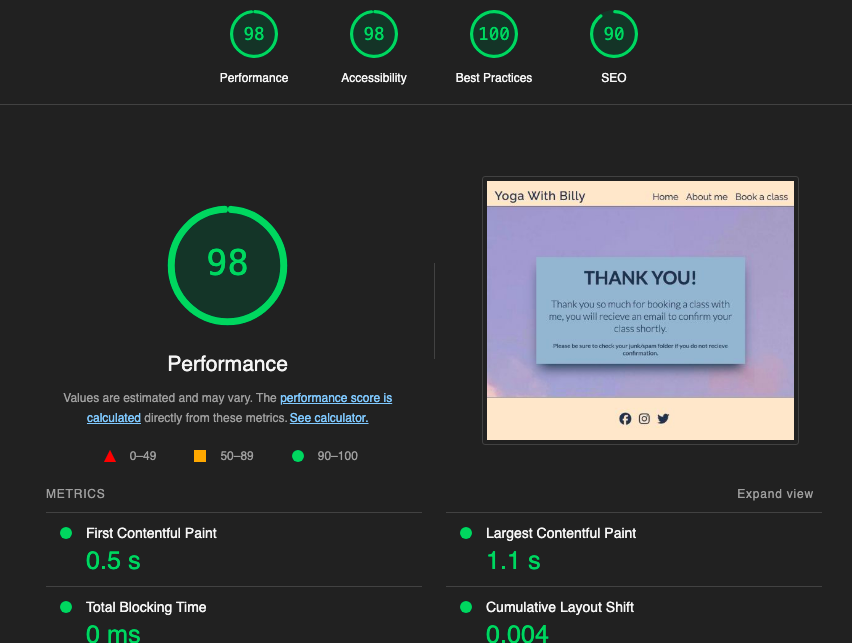 98
98
100
90
Performance
Accessibility
Best Practices
SEO
98
Performance
Values are estimated and may vary. The performance score is
calculated directly from these metrics. See calculator.
0–49
50–89
90–100
Yoga With Billy
Home
About me
Book a class
THANK YOU!
Thank you so much for booking a class with
me, you will recieve an email to confirm your
class shortly.
Please be sure to check your junk/spam folder if you do not recieve
confirmation.
METRICS
Expand view
First Contentful Paint
0.5 s
Largest Contentful Paint
1.1 s
Total Blocking Time
0 ms
Cumulative Layout Shift
0.004